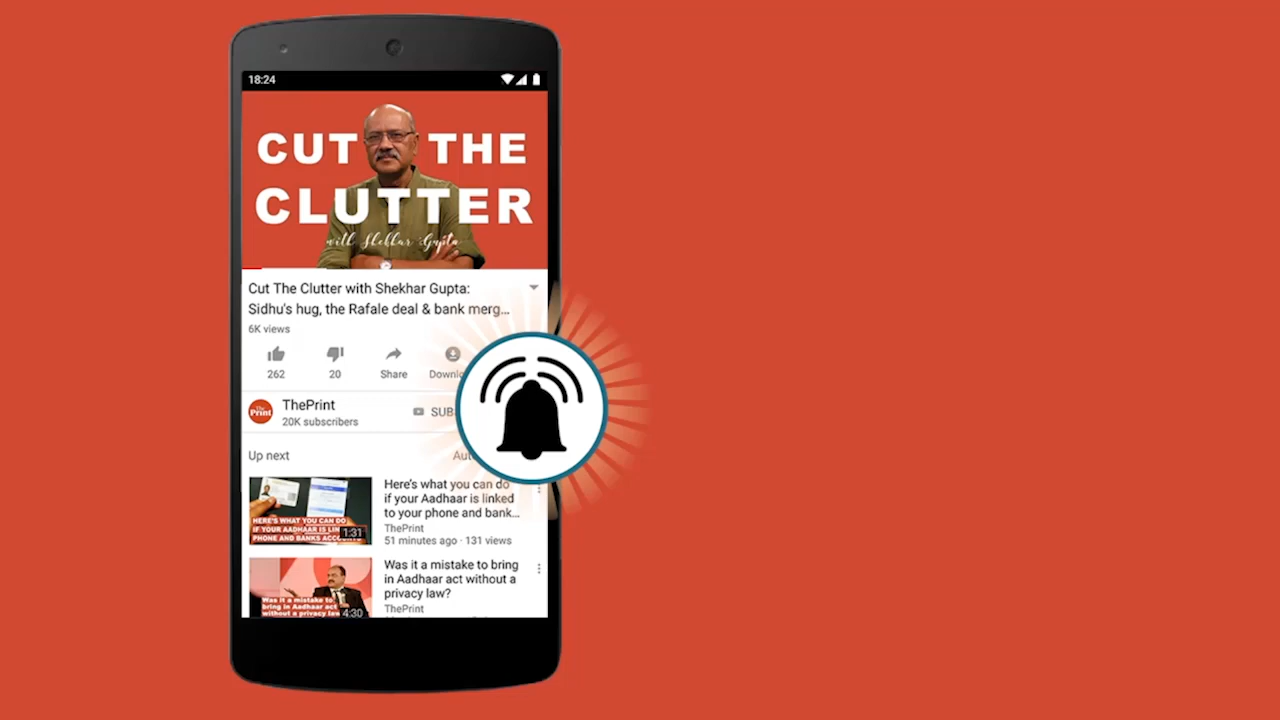 18:24
CUT THE
CLUTTER
with Shekhar Gupta
Cut The Clutter with Shekhar Gupta:
Sidhu's hug, the Rafale deal & bank merg...
6K views
262
20
Share
Downlo
The
Print
ThePrint
20K subscribers
SUB
Up next
Aut
HERE'S WHAT YOU CAN DO
IF YOUR AADHAAR IS LIN
PHONE AND BANKS ACCO
1:31
Here's what you can do
if your Aadhaar is linked
to your phone and bank...
ThePrint
51 minutes ago · 131 views
Was it a mistake to
bring in Aadhaar act
without a privacy law
4:30
Was it a mistake to bring
in Aadhaar act without a
privacy law?
ThePrint